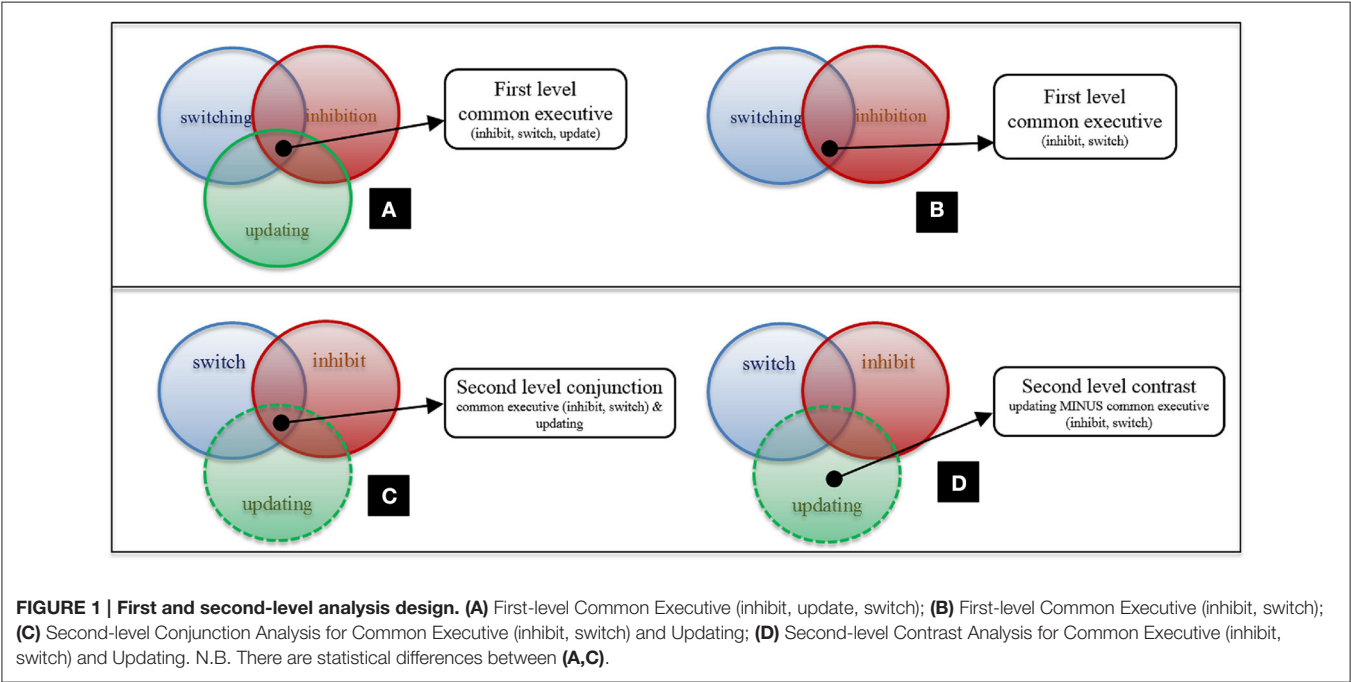 switching
inhibition
updating
First level
common executive
(inhibit, switch, update)
A
switching
inhibition
First level
common executive
(inhibit, switch)
B
switch
inhibit
updating
Second level conjunction
common executive (inhibit, switch) &
updating
C
switch
inhibit
updating
Second level contrast
updating MINUS common executive
(inhibit, switch)
D
FIGURE 1 | First and second-level analysis design. (A) First-level Common Executive (inhibit, update, switch); (B) First-level Common Executive (inhibit, switch);
(C) Second-level Conjunction Analysis for Common Executive (inhibit, switch) and Updating; (D) Second-level Contrast Analysis for Common Executive (inhibit,
switch) and Updating. N.B. There are statistical differences between (A,C).